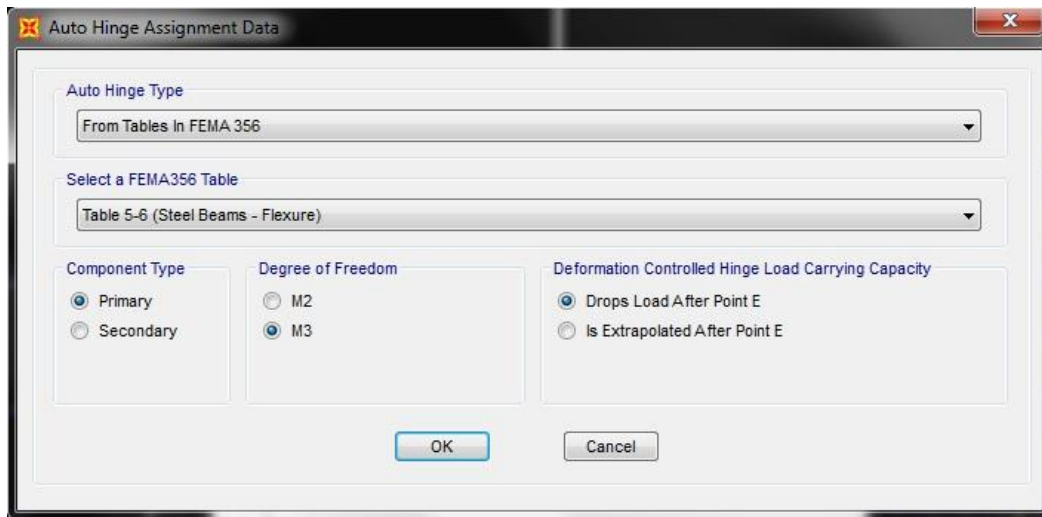 Auto Hinge Assignment Data
Auto Hinge Type
From Tables In FEMA 356
Select a FEMA356 Table
Table 5-6 (Steel Beams - Flexure)
Component Type
Primary
Secondary
Degree of Freedom
M2
M3
Deformation Controlled Hinge Load Carrying Capacity
Drops Load After Point E
Is Extrapolated After Point E
OK
Cancel